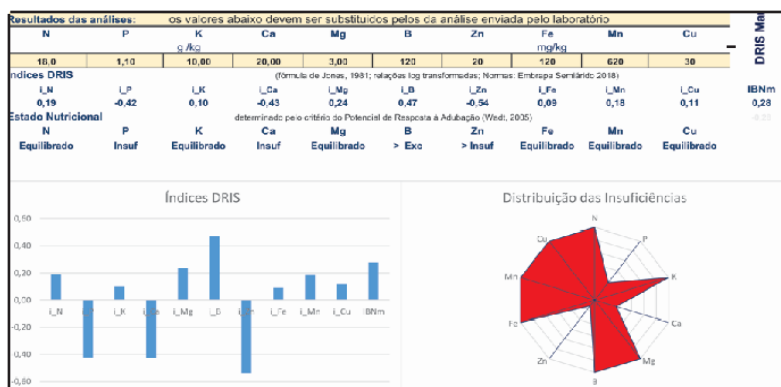 Resultados das análises: os valores abaixo devem ser substituidos pelos da análise enviada pelo laboratório
N P K Ca Mg B Zn Fe Mn Cu
g /kg mg/kg
18,0 1,10 10,00 20,00 3,00 120 20 120 620 30
DRIS Mai
ndices DRIS (fórmula de Jones, 1981; relações log transformadas; Normas: Embrapa Semiárido 2018)
i_N i_P i_K i_Ca i_Mg i_B i_Zn i_Fe i_Mn i_Cu IBNm
0,19 -0,42 0,10 -0,43 0,24 0,47 -0,54 0,09 0,18 0,11 0,28
Estado Nutricional determinado pelo critério do Potencial de Resposta à Adubação (Wadt, 2005)
N P K Ca Mg B Zn Fe Mn Cu
Equilibrado Insuf Equilibrado Insuf Equilibrado > Exc > Insuf Equilibrado Equilibrado Equilibrado
Índices DRIS
0,60
0,40
0,20
0,00
-0,20
-0,40
-0,60
i_N i_K i_Mg i_B i_Fe i_Mn i_Cu IBNm
Distribuição das Insuficiências
N
P
K
Ca
Mg
B
Zn
Fe
Mn
Cu